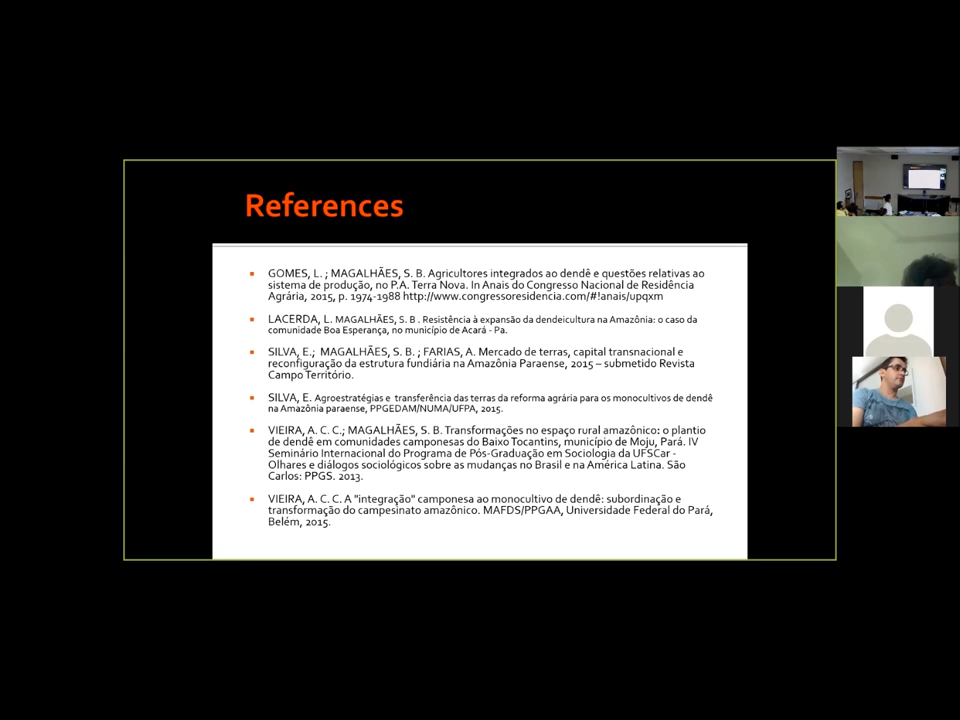 References
GOMES, L. ; MAGALHÃES, S. B. Agricultores integrados ao dendê e questões relativas ao
sistema de produção, no P.A. Terra Nova. In Anais do Congresso Nacional de Residência
Agrária, 2015, p. 1974-1988 http://www.congressoresidencia.com/#!anais/upqxm
LACERDA, L. MAGALHÃES, S. B . Resistência à expansão da dendeicultura na Amazônia: o caso da
comunidade Boa Esperança, no município de Acará - Pa.
SILVA, E.; MAGALHÃES, S. B. ; FARIAS, A. Mercado de terras, capital transnacional e
reconfiguração da estrutura fundiária na Amazônia Paraense, 2015 – submetido Revista
Campo Território.
SILVA, E. Agroestratégias e transferência das terras da reforma agrária para os monocultivos de dendê
na Amazônia paraense, PPGEDAM/NUMA/UFPA, 2015.
VIEIRA, A. C. C.; MAGALHÃES, S. B. Transformações no espaço rural amazônico: o plantio
de dendê em comunidades camponesas do Baixo Tocantins, município de Moju, Pará. IV
Seminário Internacional do Programa de Pós-Graduação em Sociologia da UFSCar -
Olhares e diálogos sociológicos sobre as mudanças no Brasil e na América Latina. São
Carlos: PPGS. 2013.
VIEIRA, A. C. C. A "integração" camponesa ao monocultivo de dendê: subordinação e
transformação do campesinato amazônico. MAFDS/PPGAA, Universidade Federal do Pará,
Belém, 2015.